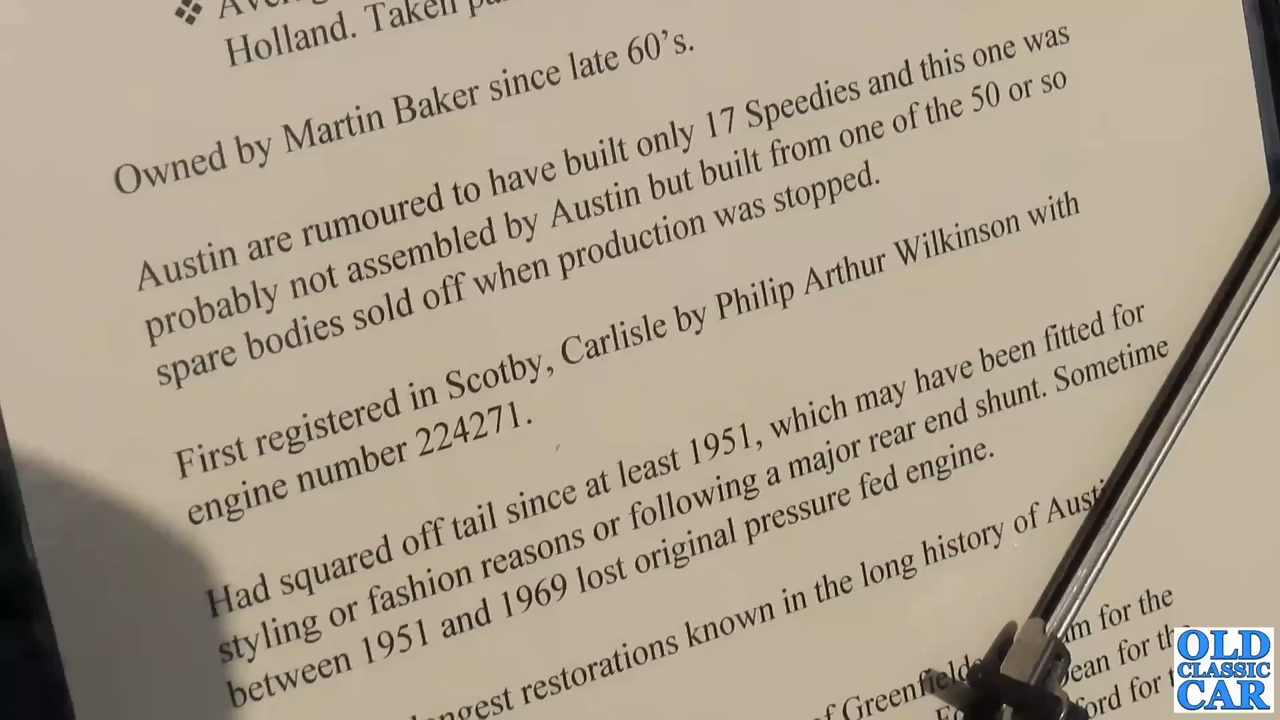 Holland. Taken
Owned by Martin Baker since late 60's.
Austin are rumoured to have built only 17 Speedies and this one was
probably not assembled by Austin but built from one of the 50 or so
spare bodies sold off when production was stopped.
First registered in Scotby, Carlisle by Philip Arthur Wilkinson with
engine number 224271.
Had squared off tail since at least 1951, which may have been fitted for
styling or fashion reasons or following a major rear end shunt. Sometime
between 1951 and 1969 lost original pressure fed engine.
restorations known in the long history of
for the
of Greenfields
for
for
OLD
CLASSIC
CAR